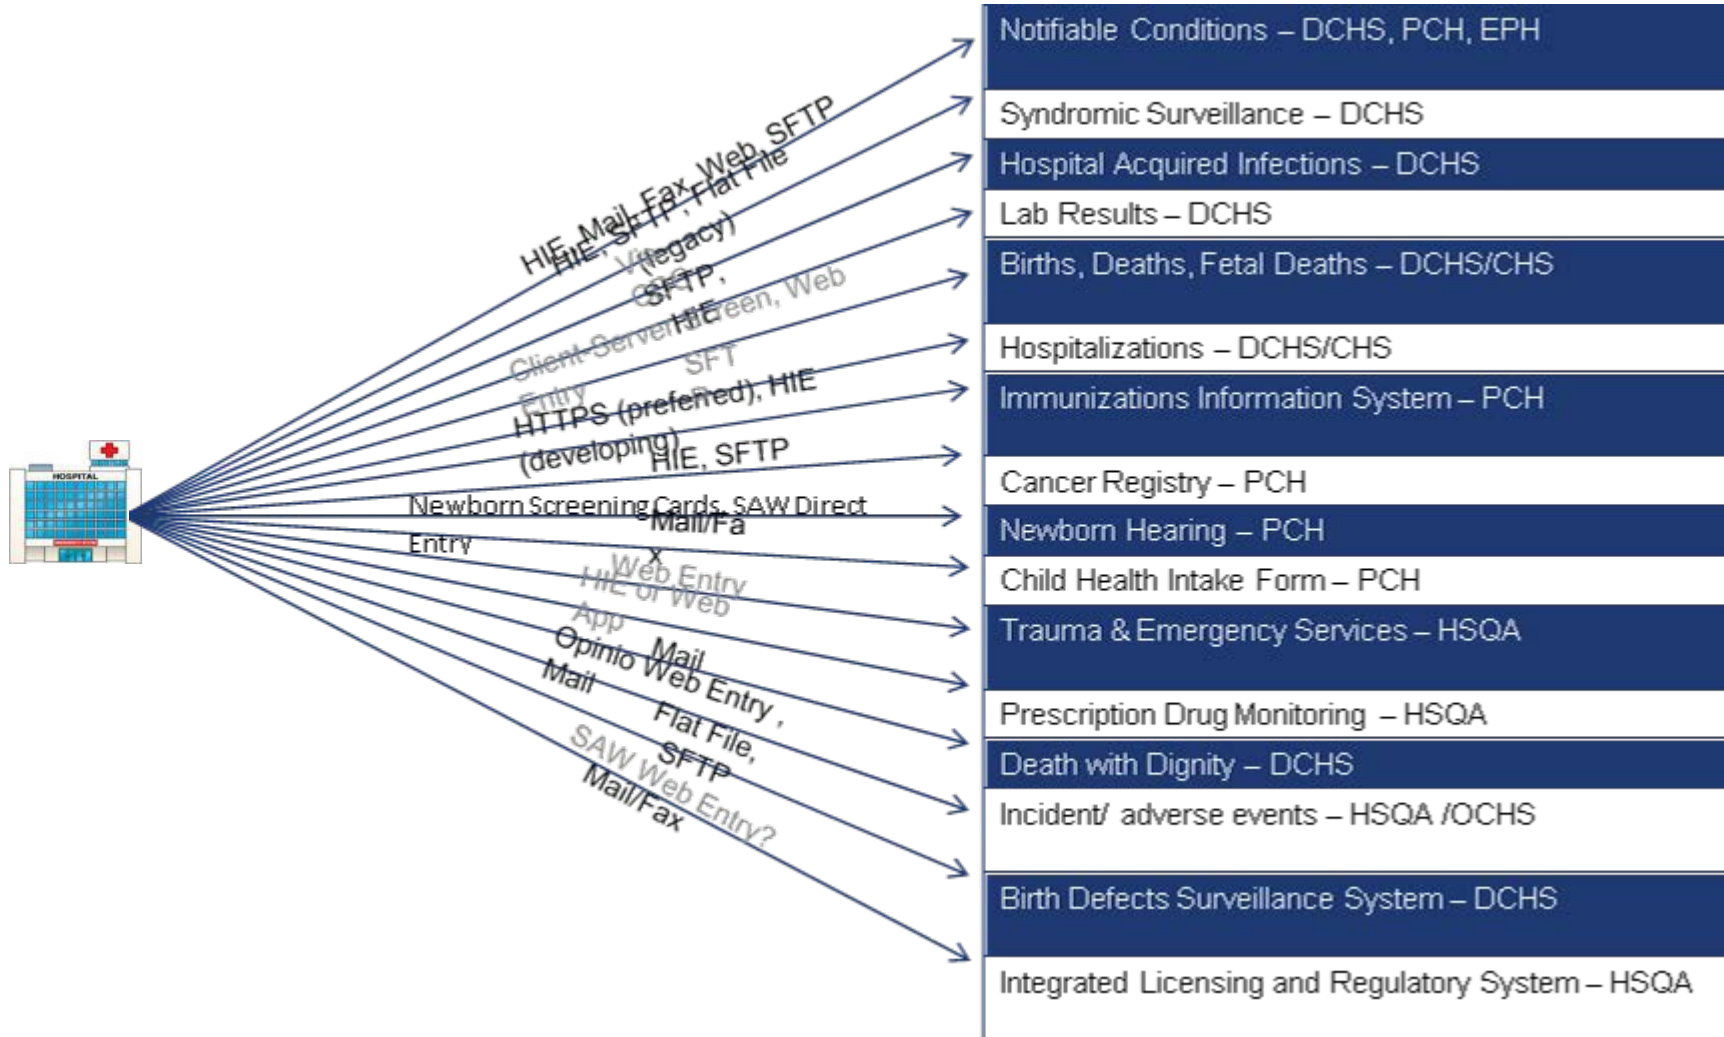 Notifiable Conditions – DCHS, PCH, EPH
Syndromic Surveillance – DCHS
Hospital Acquired Infections – DCHS
Lab Results – DCHS
Births, Deaths, Fetal Deaths – DCHS/CHS
Hospitalizations – DCHS/CHS
Immunizations Information System – PCH
Cancer Registry – PCH
Newborn Hearing – PCH
Child Health Intake Form – PCH
Trauma & Emergency Services – HSQA
Prescription Drug Monitoring – HSQA
Death with Dignity – DCHS
Incident/ adverse events – HSQA /OCHS
Birth Defects Surveillance System – DCHS
Integrated Licensing and Regulatory System – HSQA
HIE, Mail, Fax, Web, SFTP
HIE, SFTP, Flat File
(legacy)
SFTP,
HIE
Client-Server Screen, Web
Entry
SFT
HTTPS (preferred), HIE
(developing)
HIE, SFTP
Newborn Screening Cards, SAW Direct
Entry
Mail/Fa
x
Web Entry
HIE or Web
App
Mail
Opinio Web Entry ,
Mail
Flat File,
SFTP
SAW Web Entry?
Mail/Fax
HOSPITAL